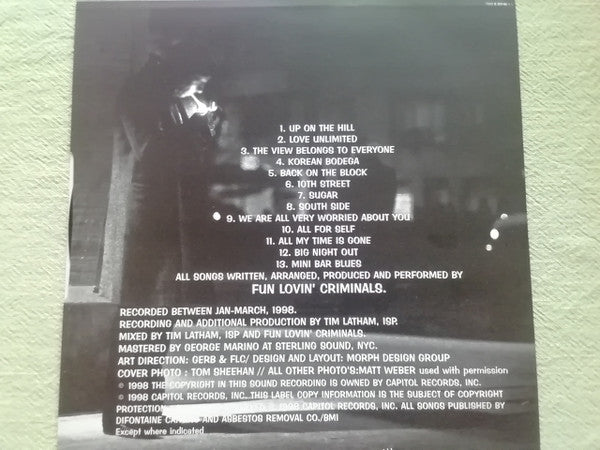 1. UP ON THE HILL
2. LOVE UNLIMITED
3. THE VIEW BELONGS TO EVERYONE
4. KOREAN BODEGA
5. BACK ON THE BLOCK
6. 10TH STREET
7. SUGAR
8. SOUTH SIDE
9. WE ARE ALL VERY WORRIED ABOUT YOU
10. ALL FOR SELF
11. ALL MY TIME IS GONE
12. BIG NIGHT OUT
13. MINI BAR BLUES
ALL SONGS WRITTEN, ARRANGED, PRODUCED AND PERFORMED BY
FUN LOVIN' CRIMINALS.
RECORDED BETWEEN JAN-MARCH, 1998.
RECORDING AND ADDITIONAL PRODUCTION BY TIM LATHAM, ISP.
MIXED BY TIM LATHAM, ISP AND FUN LOVIN' CRIMINALS.
MASTERED BY GEORGE MARINO AT STERLING SOUND, NYC.
ART DIRECTION: GERB & FLC/ DESIGN AND LAYOUT: MORPH DESIGN GROUP
COVER PHOTO : TOM SHEEHAN // ALL OTHER PHOTO'S:MATT WEBER used with permission
© 1998 THE COPYRIGHT IN THIS SOUND RECORDING IS OWNED BY CAPITOL RECORDS, INC.
© 1998 CAPITOL RECORDS, INC...THIS LABEL COPY INFORMATION IS THE SUBJECT OF COPYRIGHT
PROTECTION. 1998 CAPITOL RECORDS, INC. ALL SONGS PUBLISHED BY
DIFONTAINE AND ASBESTOS REMOVAL CO./BMI
Except where indicated